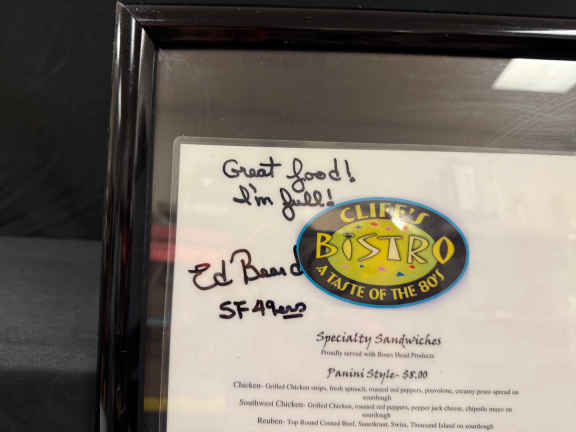 Great food!
I'm full!
CLIFF'S
BISTRO
A TASTE OF THE 80'S
Ed Beard
SF 49ers
Specialty Sandwiches
Proudly served with Boars Head Products
Panini Style- $8.00
Chicken- Grilled Chicken strips, fresh spinach, roasted red peppers, provolone, creamy pesto spread on
sourdough
Southwest Chicken- Grilled Chicken, roasted red peppers, pepper jack cheese, chipotle mayo on
sourdough
Reuben- Top Round Corned Beef, Sauerkraut, Swiss, Thousand Island on sourdough